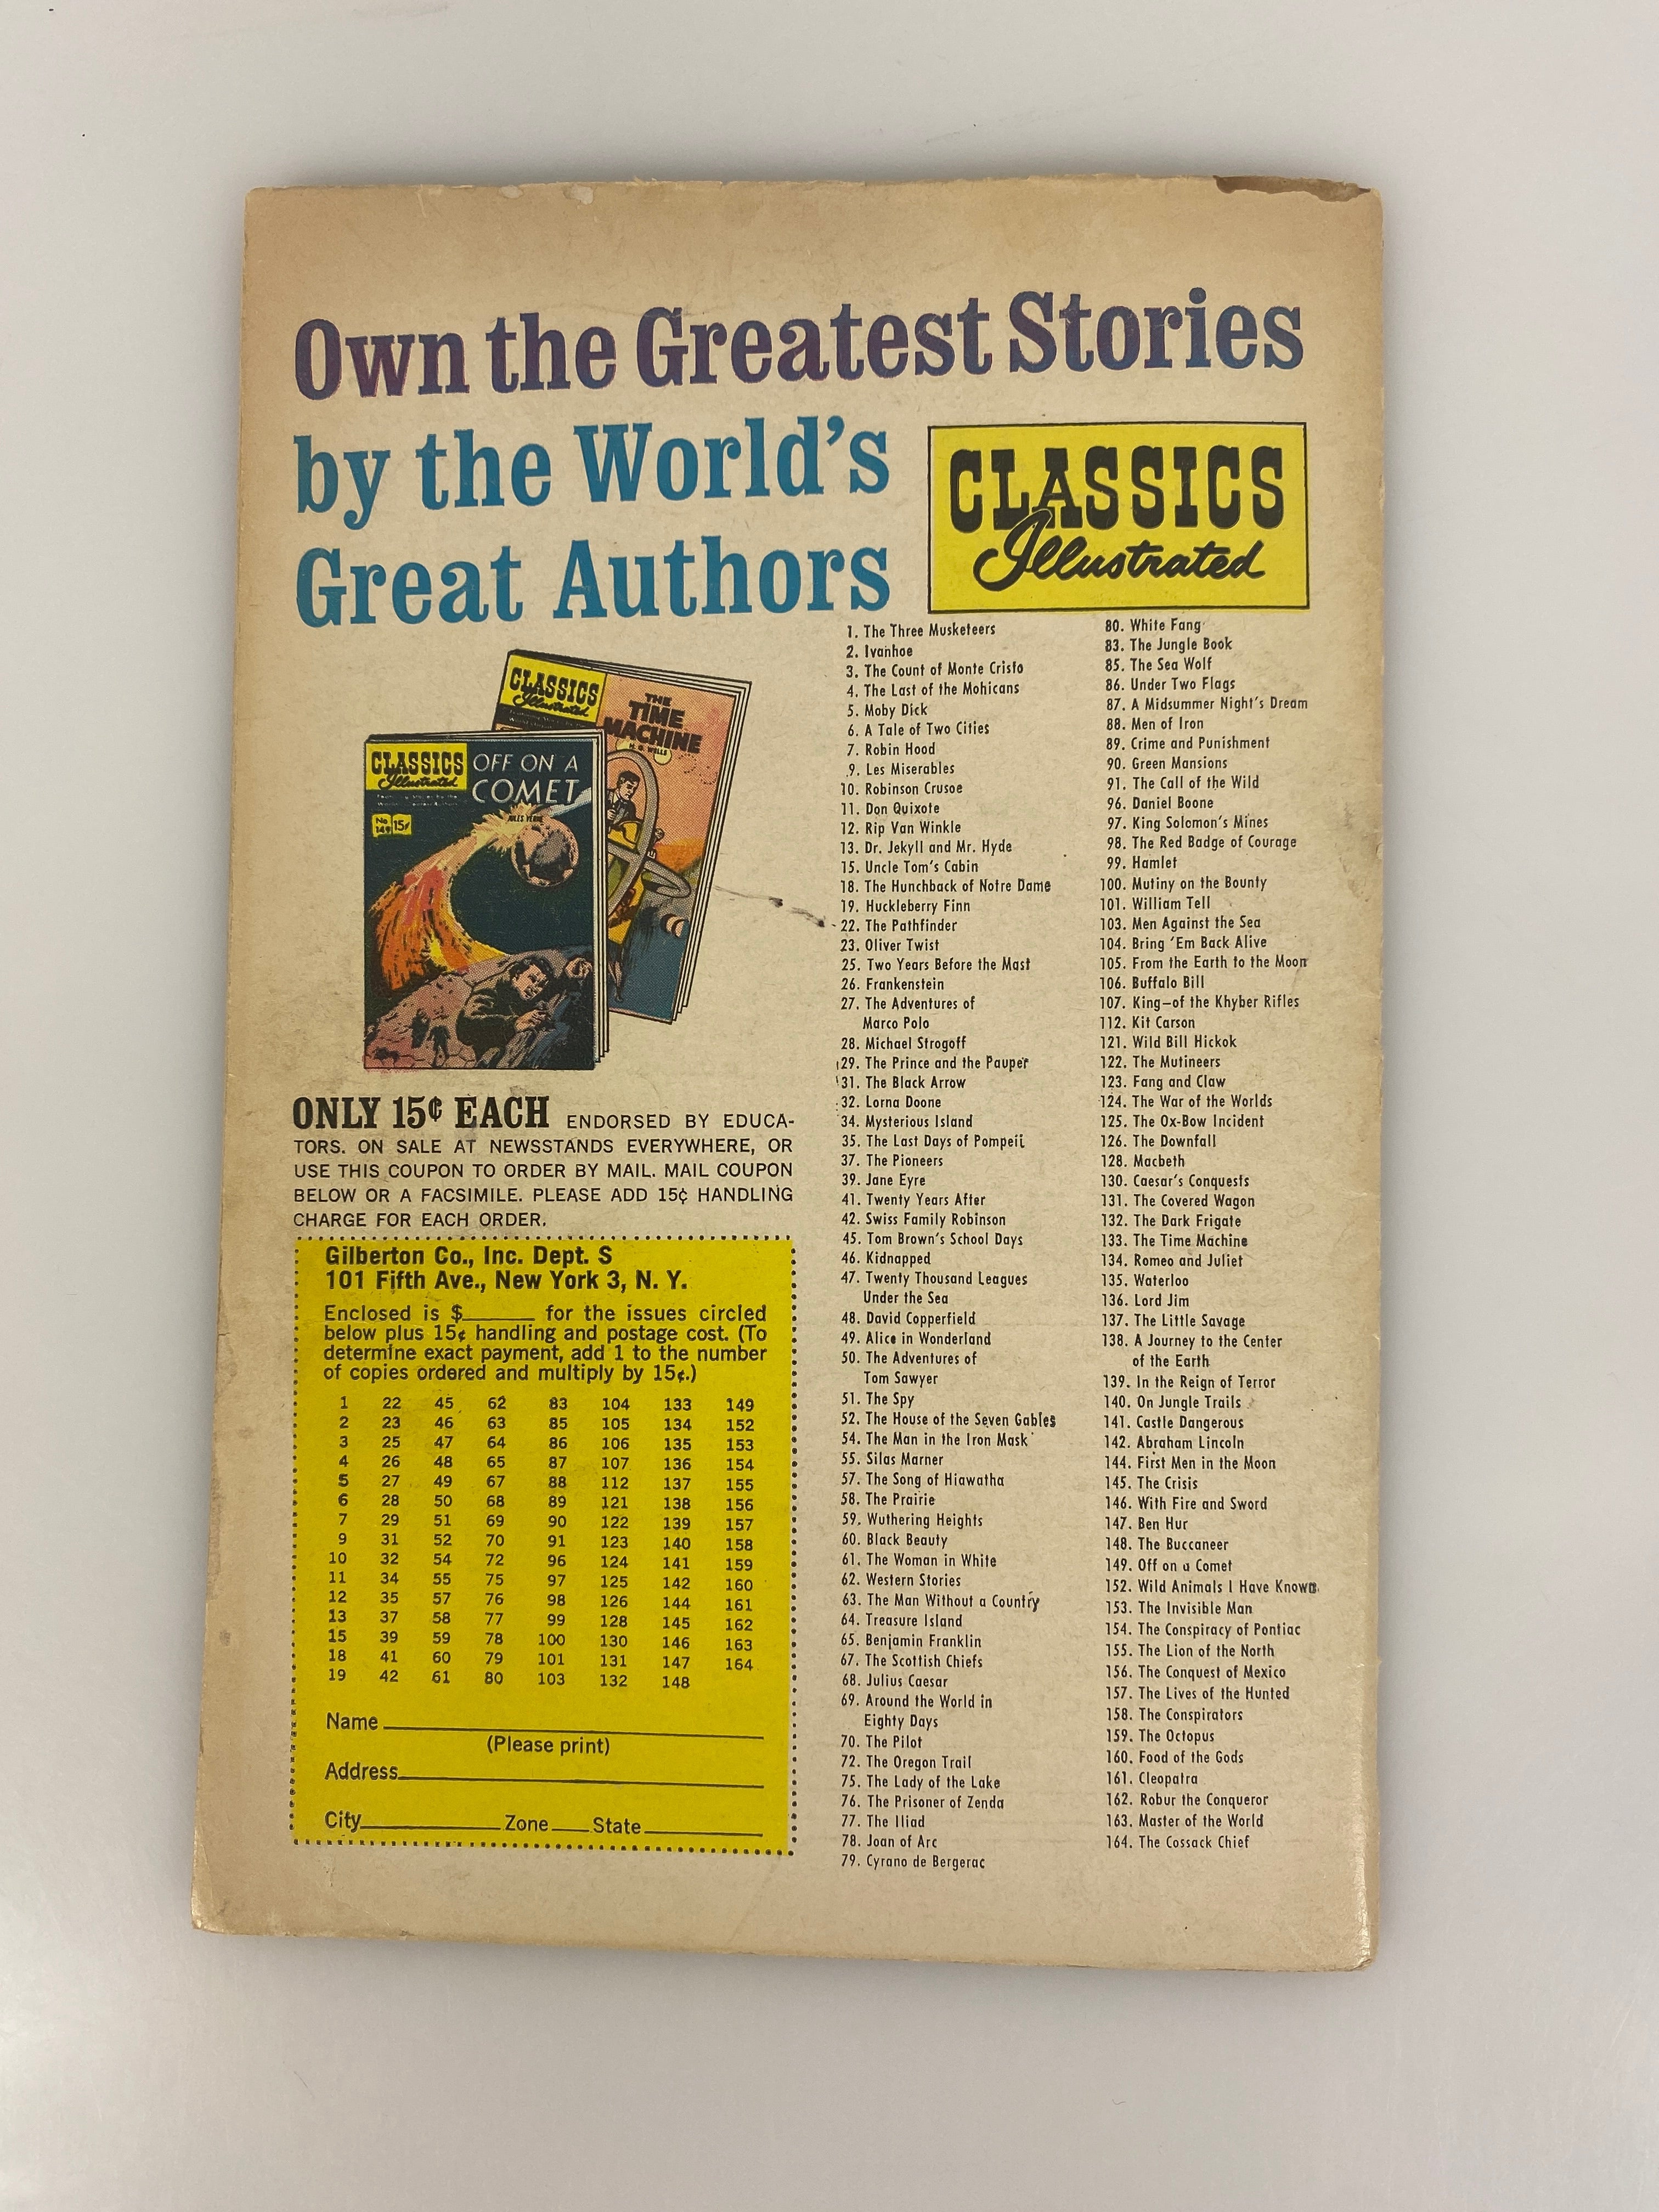 Own the Greatest Stories
by the World's
Great Authors
CLASSICS
Illustrated
CLASSICS
Illustrated
THE
TIME
MACHINE
H. G. WELLS
CLASSICS
Illustrated
OFF ON A
COMET
JULES VERNE
No 149
15¢
ONLY 15¢ EACH ENDORSED BY EDUCA-
TORS. ON SALE AT NEWSSTANDS EVERYWHERE, OR
USE THIS COUPON TO ORDER BY MAIL. MAIL COUPON
BELOW OR A FACSIMILE. PLEASE ADD 15¢ HANDLING
CHARGE FOR EACH ORDER.
Gilberton Co., Inc. Dept. S
101 Fifth Ave., New York 3, N. Y.
Enclosed is $______ for the issues circled
below plus 15¢ handling and postage cost. (To
determine exact payment, add 1 to the number
of copies ordered and multiply by 15¢.)
1 22 45 62 83 104 133 149
2 23 46 63 85 105 134 152
3 25 47 64 86 106 135 153
4 26 48 65 87 107 136 154
5 27 49 67 88 112 137 155
6 28 50 68 89 121 138 156
7 29 51 69 90 122 139 157
9 31 52 70 91 123 140 158
10 32 54 72 96 124 141 159
11 34 55 75 97 125 142 160
12 35 57 76 98 126 144 161
13 37 58 77 99 128 145 162
15 39 59 78 100 130 146 163
18 41 60 79 101 131 147 164
19 42 61 80 103 132 148
Name
(Please print)
Address
City Zone State
1. The Three Musketeers
2. Ivanhoe
3. The Count of Monte Cristo
4. The Last of the Mohicans
5. Moby Dick
6. A Tale of Two Cities
7. Robin Hood
9. Les Miserables
10. Robinson Crusoe
11. Don Quixote
12. Rip Van Winkle
13. Dr. Jekyll and Mr. Hyde
15. Uncle Tom's Cabin
18. The Hunchback of Notre Dame
19. Huckleberry Finn
22. The Pathfinder
23. Oliver Twist
25. Two Years Before the Mast
26. Frankenstein
27. The Adventures of
Marco Polo
28. Michael Strogoff
29. The Prince and the Pauper
31. The Black Arrow
32. Lorna Doone
34. Mysterious Island
35. The Last Days of Pompeii
37. The Pioneers
39. Jane Eyre
41. Twenty Years After
42. Swiss Family Robinson
45. Tom Brown's School Days
46. Kidnapped
47. Twenty Thousand Leagues
Under the Sea
48. David Copperfield
49. Alice in Wonderland
50. The Adventures of
Tom Sawyer
51. The Spy
52. The House of the Seven Gables
54. The Man in the Iron Mask
55. Silas Marner
57. The Song of Hiawatha
58. The Prairie
59. Wuthering Heights
60. Black Beauty
61. The Woman in White
62. Western Stories
63. The Man Without a Country
64. Treasure Island
65. Benjamin Franklin
67. The Scottish Chiefs
68. Julius Caesar
69. Around the World in
Eighty Days
70. The Pilot
72. The Oregon Trail
75. The Lady of the Lake
76. The Prisoner of Zenda
77. The Iliad
78. Joan of Arc
79. Cyrano de Bergerac
80. White Fang
83. The Jungle Book
85. The Sea Wolf
86. Under Two Flags
87. A Midsummer Night's Dream
88. Men of Iron
89. Crime and Punishment
90. Green Mansions
91. The Call of the Wild
96. Daniel Boone
97. King Solomon's Mines
98. The Red Badge of Courage
99. Hamlet
100. Mutiny on the Bounty
101. William Tell
103. Men Against the Sea
104. Bring 'Em Back Alive
105. From the Earth to the Moon
106. Buffalo Bill
107. King—of the Khyber Rifles
112. Kit Carson
121. Wild Bill Hickok
122. The Mutineers
123. Fang and Claw
124. The War of the Worlds
125. The Ox-Bow Incident
126. The Downfall
128. Macbeth
130. Caesar's Conquests
131. The Covered Wagon
132. The Dark Frigate
133. The Time Machine
134. Romeo and Juliet
135. Waterloo
136. Lord Jim
137. The Little Savage
138. A Journey to the Center
of the Earth
139. In the Reign of Terror
140. On Jungle Trails
141. Castle Dangerous
142. Abraham Lincoln
144. First Men in the Moon
145. The Crisis
146. With Fire and Sword
147. Ben Hur
148. The Buccaneer
149. Off on a Comet
152. Wild Animals I Have Known
153. The Invisible Man
154. The Conspiracy of Pontiac
155. The Lion of the North
156. The Conquest of Mexico
157. The Lives of the Hunted
158. The Conspirators
159. The Octopus
160. Food of the Gods
161. Cleopatra
162. Robur the Conqueror
163. Master of the World
164. The Cossack Chief